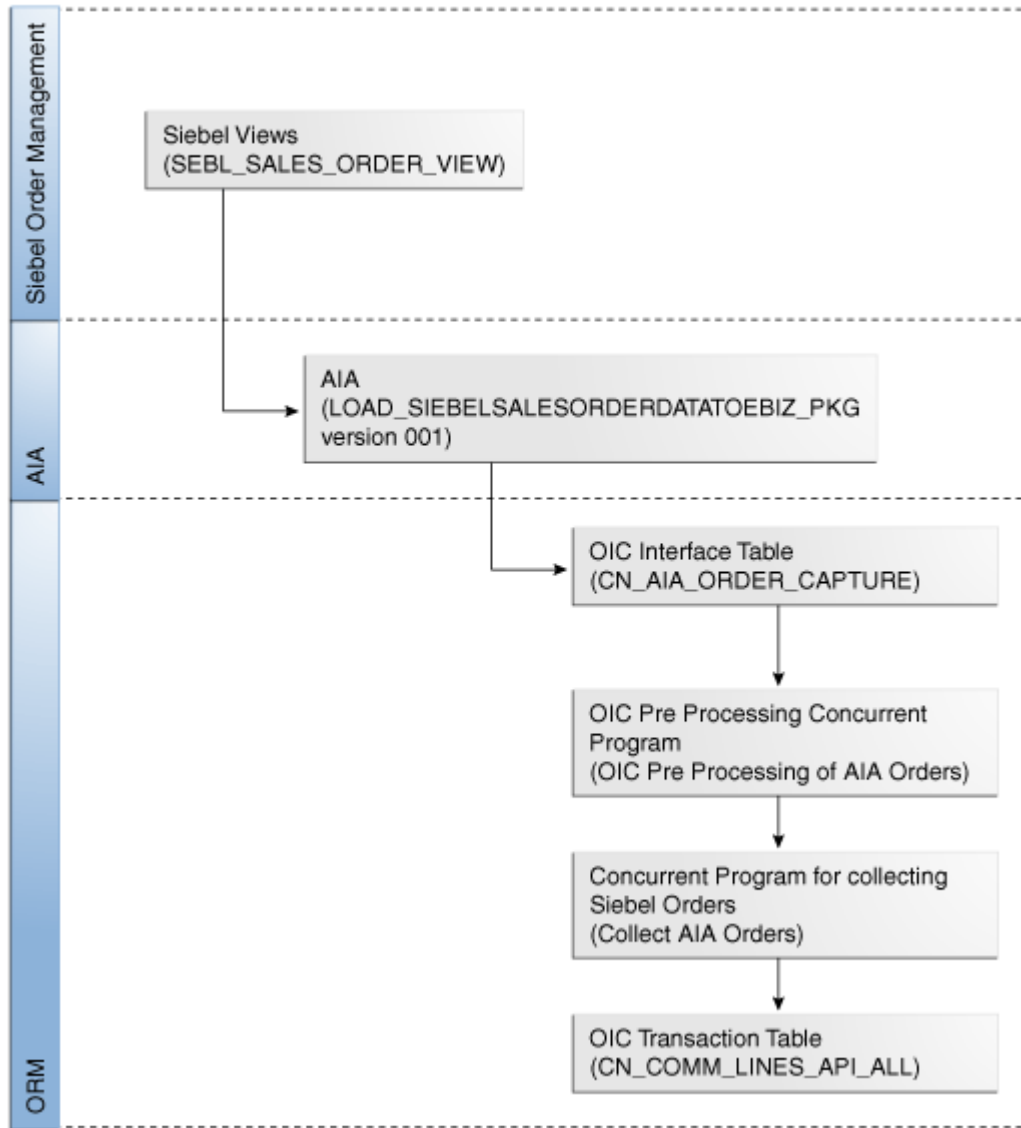 Siebel Order Management
Siebel Views
(SEBL_SALES_ORDER_VIEW)
AIA
AIA
(LOAD_SIEBELSALESORDERDATATOEBIZ_PKG
version 001)
ORM
OIC Interface Table
(CN_AIA_ORDER_CAPTURE)
OIC Pre Processing Concurrent
Program
(OIC Pre Processing of AIA Orders)
Concurrent Program for collecting
Siebel Orders
(Collect AIA Orders)
OIC Transaction Table
(CN_COMM_LINES_API_ALL)